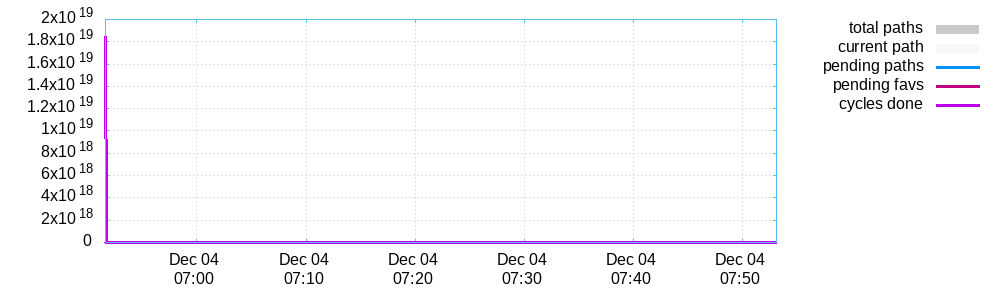 2x10 19
1.8x10 19
1.6x10 19
1.4x10 19
1.2x10 19
1x10 19
8x10 18
6x10 18
4x10 18
2x10 18
0
Dec 04
07:00
Dec 04
07:10
Dec 04
07:20
Dec 04
07:30
Dec 04
07:40
Dec 04
07:50
total paths
current path
pending paths
pending favs
cycles done